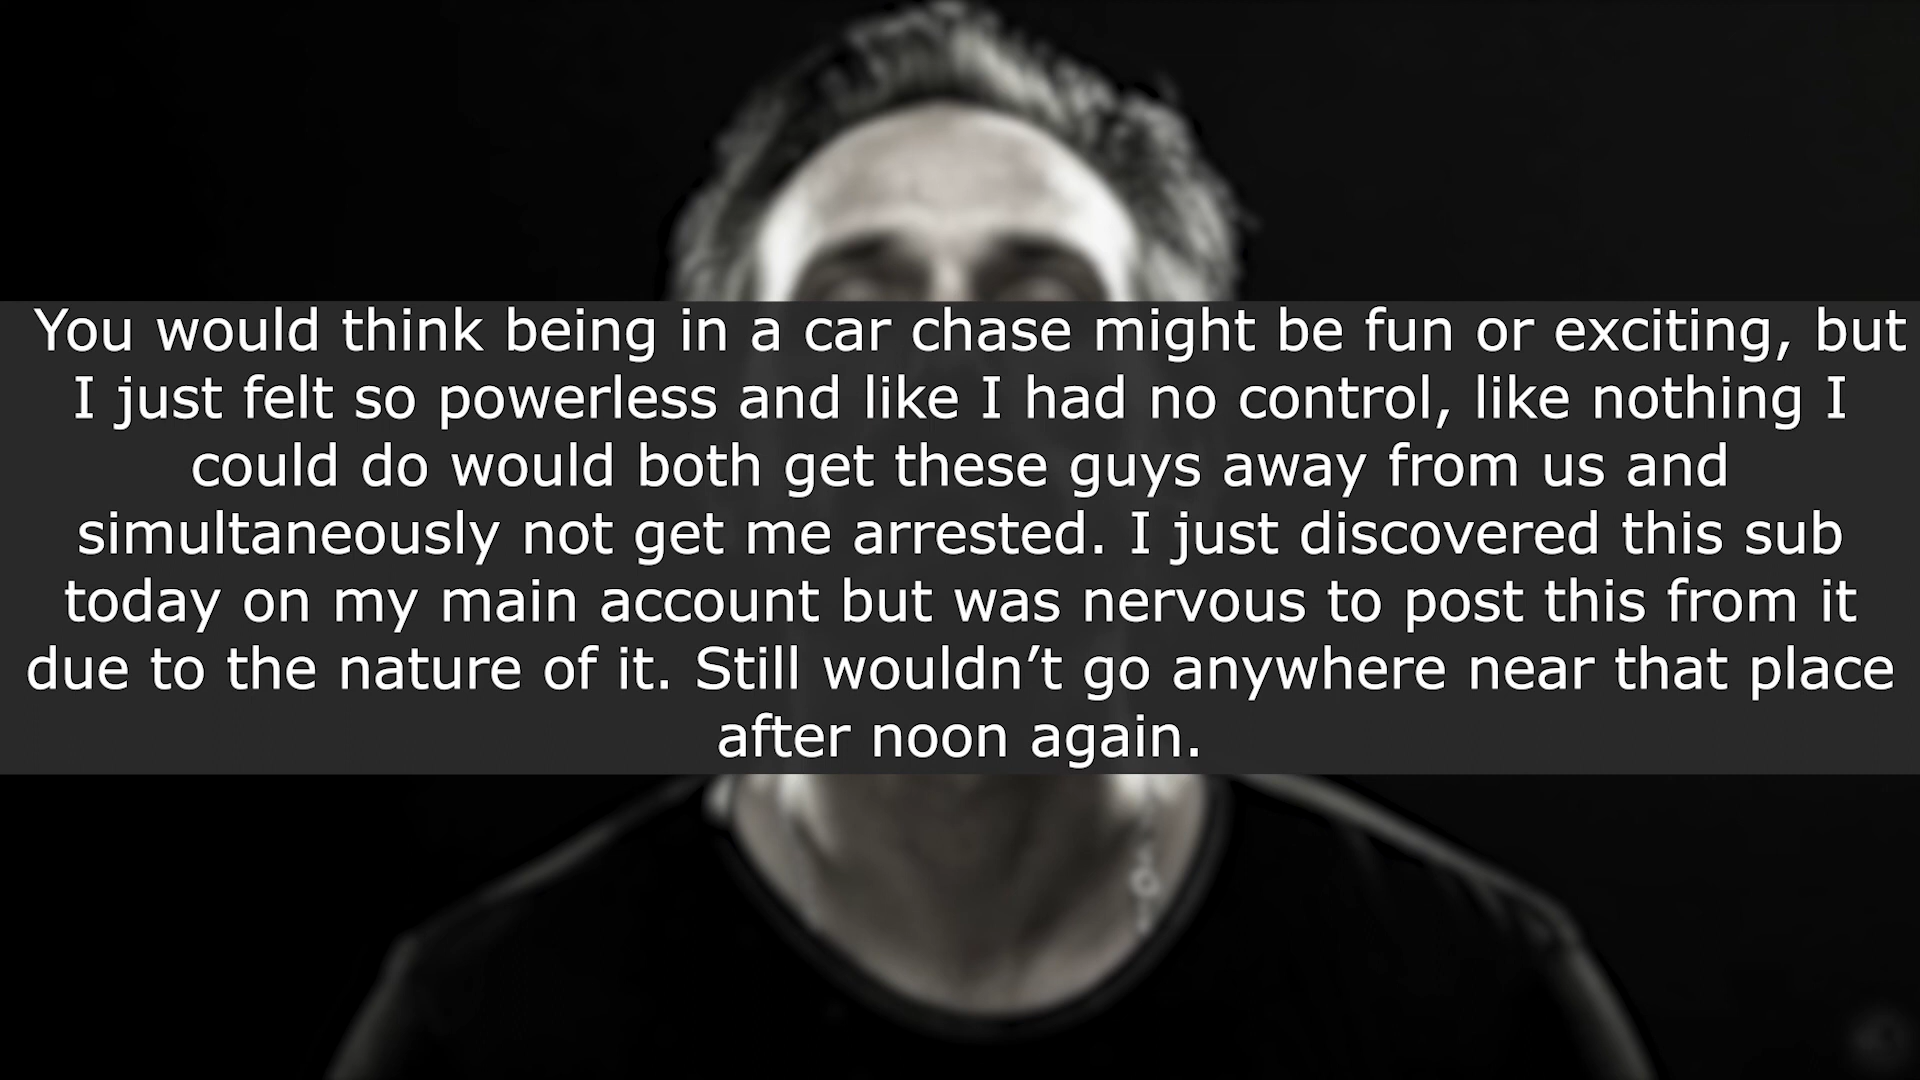 You would think being in a car chase might be fun or exciting, but
I just felt so powerless and like I had no control, like nothing I
could do would both get these guys away from us and
simultaneously not get me arrested. I just discovered this sub
today on my main account but was nervous to post this from it
due to the nature of it. Still wouldn’t go anywhere near that place
after noon again.